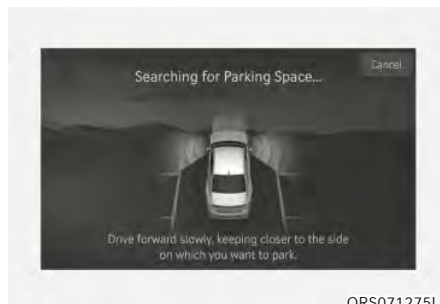 Cancel
Searching for Parking Space...
Drive forward slowly, keeping closer to the side
on which you want to park.
ORS071275L